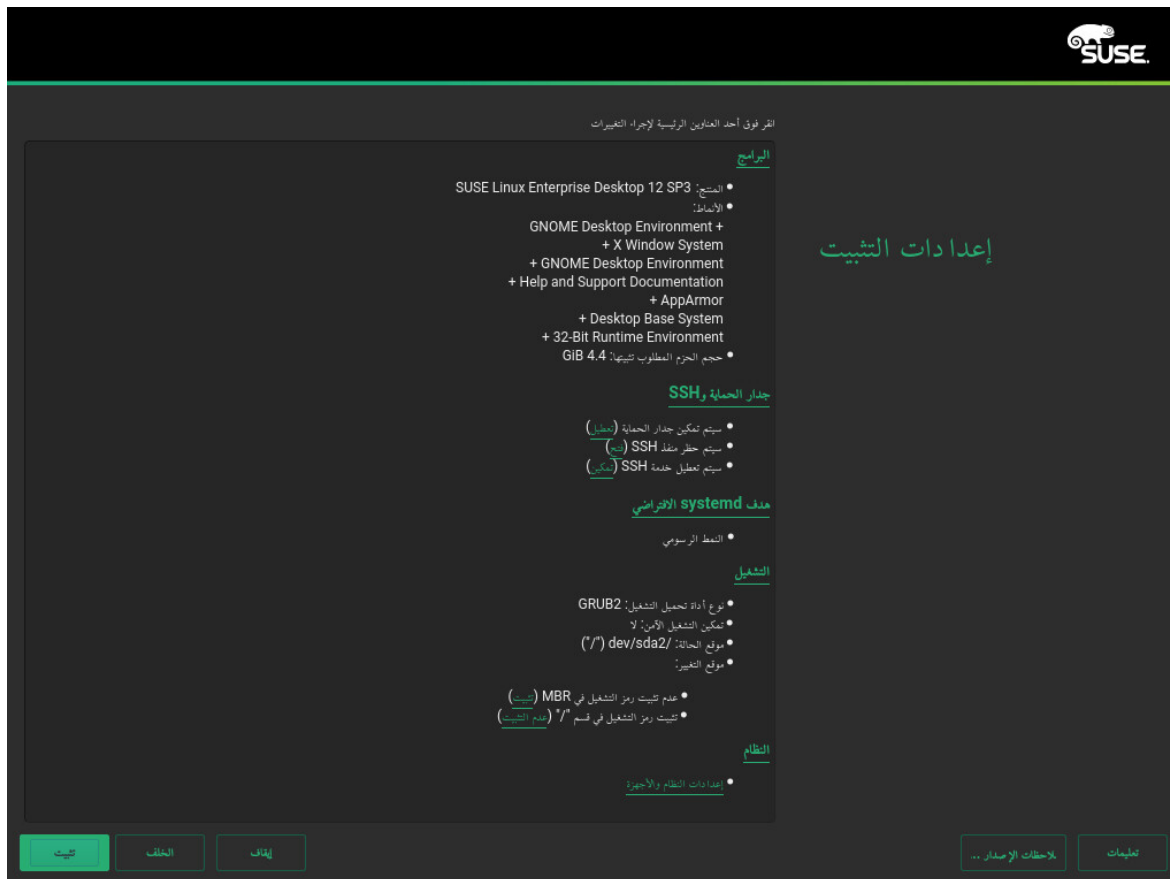 SUSE.
انقر فوق أحد العناوين الرئيسية لإجراء التغييرات
إعدادات التثبيت
البرامج
المنتج: SUSE Linux Enterprise Desktop 12 SP3
الأنماط:
GNOME Desktop Environment +
+ X Window System
+ GNOME Desktop Environment
+ Help and Support Documentation
+ AppArmor
+ Desktop Base System
+ 32-Bit Runtime Environment
حجم الحزم المطلوب تثبيتها: GiB 4.4
جدار الحماية وSSH
سيتم تمكين جدار الحماية (تعطيل)
سيتم حظر منفذ SSH (فتح)
سيتم تعطيل خدمة SSH (تمكين)
هدف systemd الافتراضي
النمط الرسومي
التشغيل
نوع أداة تحميل التشغيل: GRUB2
تمكين التشغيل الآمن: لا
موقع الحالة: /dev/sda2 ("/")
موقع التغيير:
عدم تثبيت رمز التشغيل في MBR (تثبيت)
تثبيت رمز التشغيل في قسم "/" (عدم التثبيت)
النظام
إعدادات النظام والأجهزة
تعليمات
ملاحظات الإصدار ...
إيقاف
الخلف
تثبيت